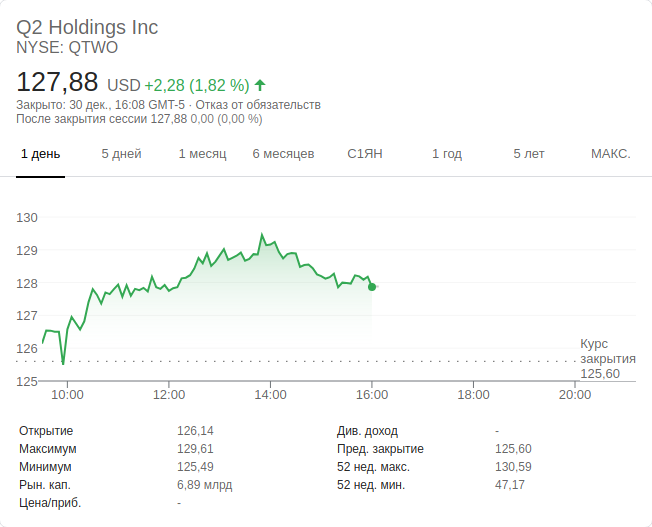 Q2 Holdings Inc
NYSE: QTWO
127,88 USD +2,28 (1,82 %)
Закрыто: 30 дек., 16:08 GMT-5 · Отказ от обязательств
После закрытия сессии 127,88 0,00 (0,00 %)
1 день 5 дней 1 месяц 6 месяцев С1ЯН 1 год 5 лет МАКС.
130
129
128
127
126
125
Курс
закрытия
125,60
10:00 12:00 14:00 16:00 18:00 20:00
Открытие 126,14 Див. доход -
Максимум 129,61 Пред. закрытие 125,60
Минимум 125,49 52 нед. макс. 130,59
Рын. кап. 6,89 млрд 52 нед. мин. 47,17
Цена/приб. -